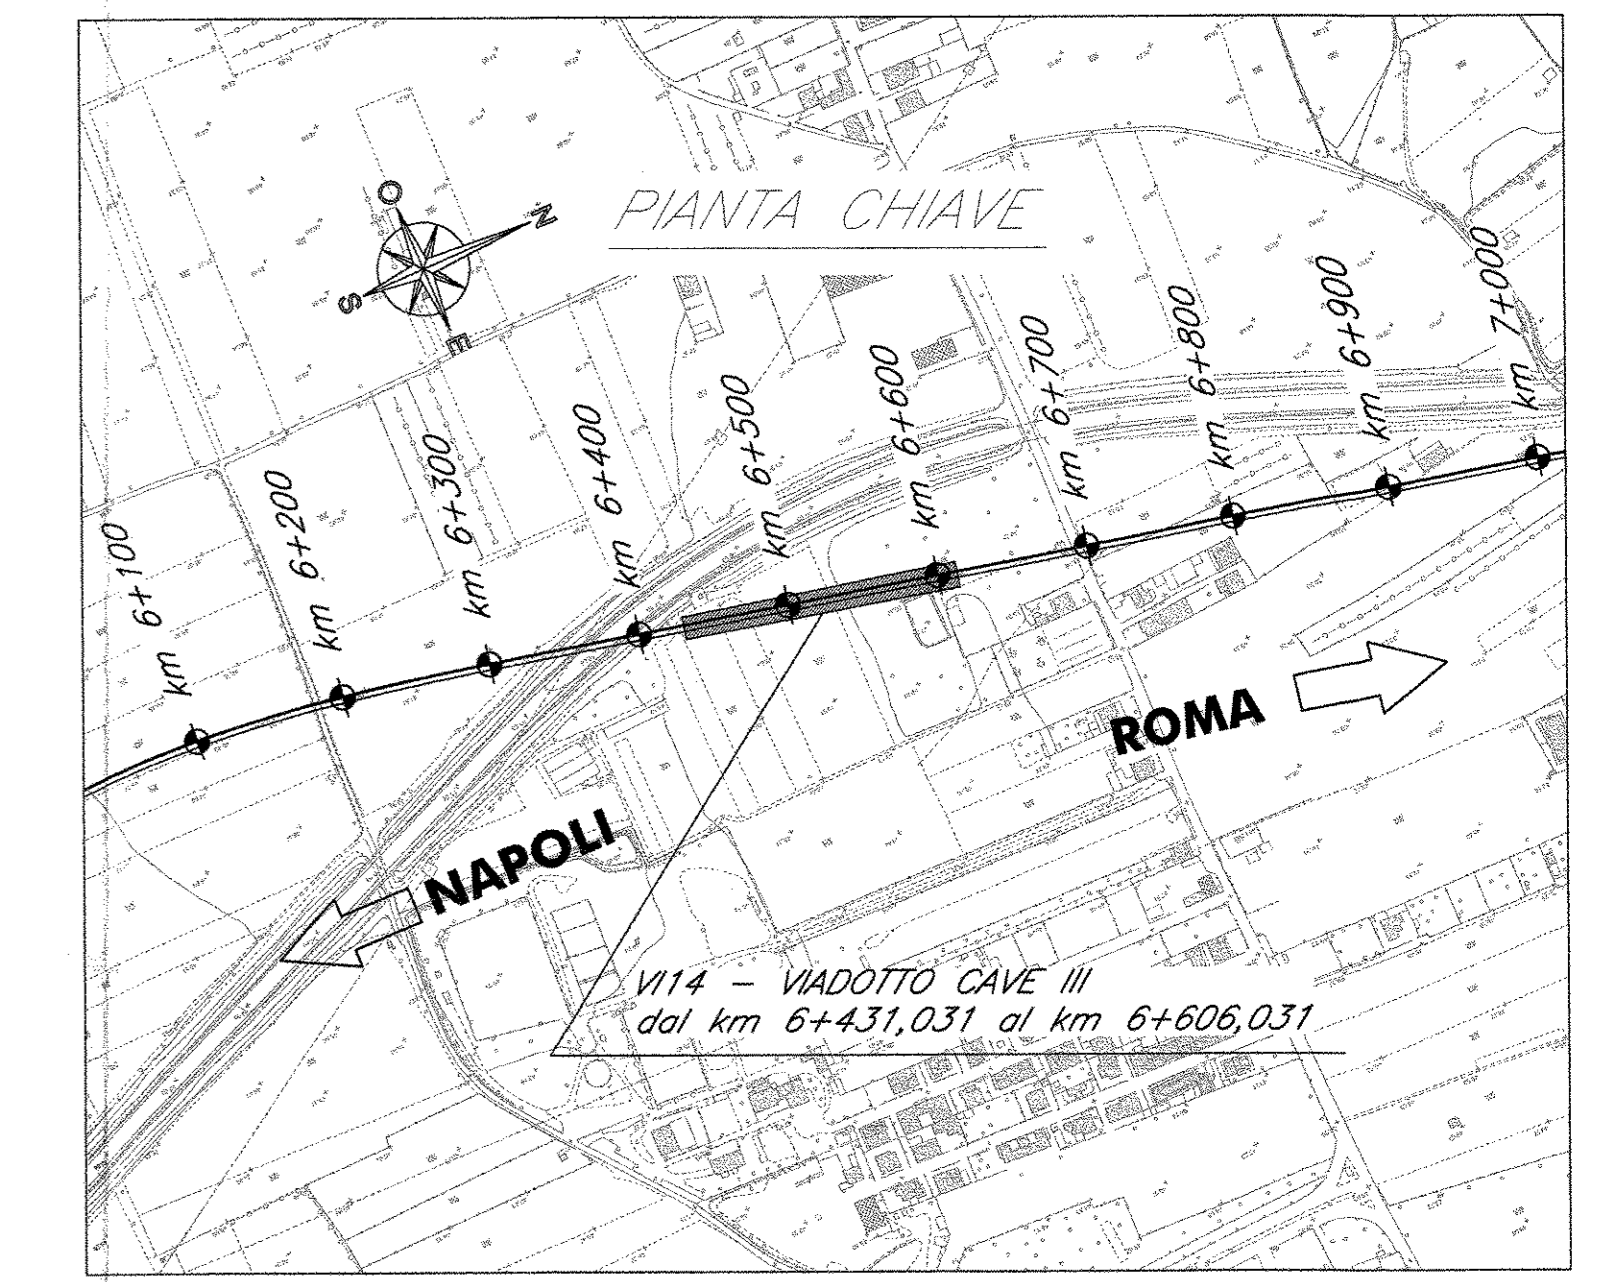 PIANTA CHIAVE
O
N
S
E
km 6+100
km 6+200
km 6+300
km 6+400
km 6+500
km 6+600
km 6+700
km 6+800
km 6+900
km 7+000
ROMA
NAPOLI
VI14 – VIADOTTO CAVE III
dal km 6+431,031 al km 6+606,031